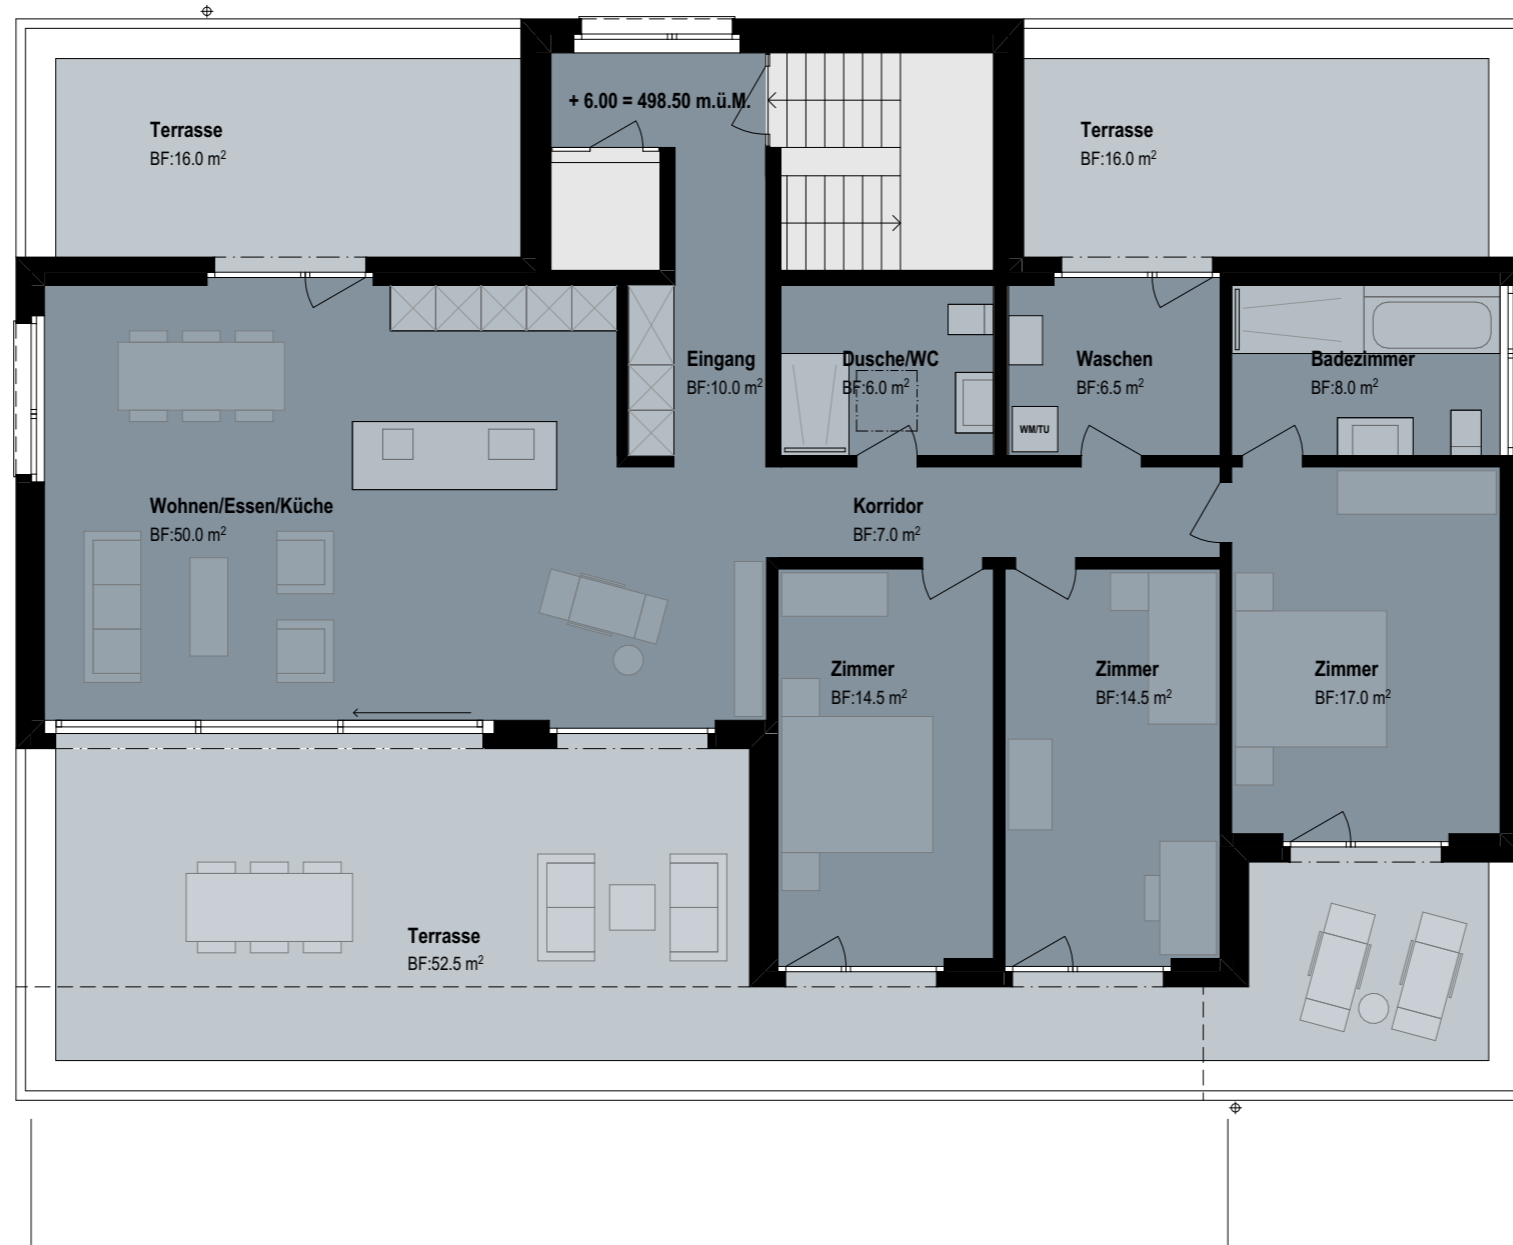 + 6.00 = 498.50 m.ü.M.
Terrasse
BF:16.0 m²
Terrasse
BF:16.0 m²
Eingang
BF:10.0 m²
Dusche/WC
BF:6.0 m²
Waschen
BF:6.5 m²
Badezimmer
BF:8.0 m²
WM/TU
Wohnen/Essen/Küche
BF:50.0 m²
Korridor
BF:7.0 m²
Zimmer
BF:14.5 m²
Zimmer
BF:14.5 m²
Zimmer
BF:17.0 m²
Terrasse
BF:52.5 m²